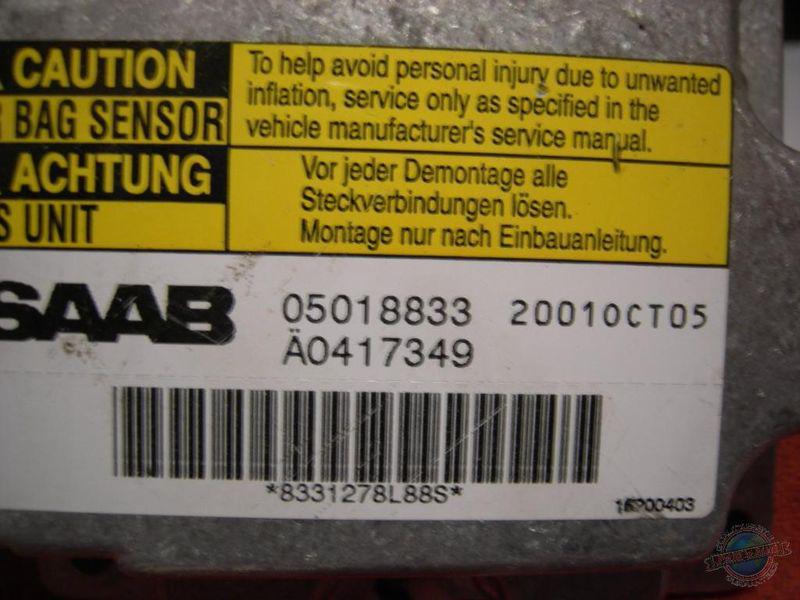 CAUTION
BAG SENSOR
To help avoid personal injury due to unwanted
inflation, service only as specified in the
vehicle manufacturer's service manual.
ACHTUNG
UNIT
Vor jeder Demontage alle
Steckverbindungen lösen.
Montage nur nach Einbauanleitung.
SAAB
05018833 2001OCT05
Ä0417349
*8331278L88S*